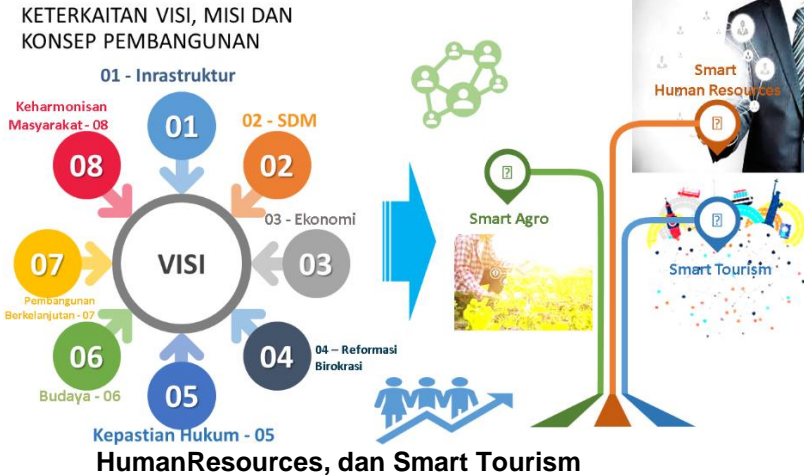 KETERKAITAN VISI, MISI DAN
KONSEP PEMBANGUNAN
01 - Inrastruktur
Keharmonisan
Masyarakat - 08
02 - SDM
01
08
02
03 - Ekonomi
07
VISI
03
Pembangunan
Berkelanjutan - 07
06
04
04 – Reformasi
Birokrasi
05
Budaya - 06
Kepastian Hukum - 05
Smart
Human Resources
Smart Agro
Smart Tourism
HumanResources, dan Smart Tourism